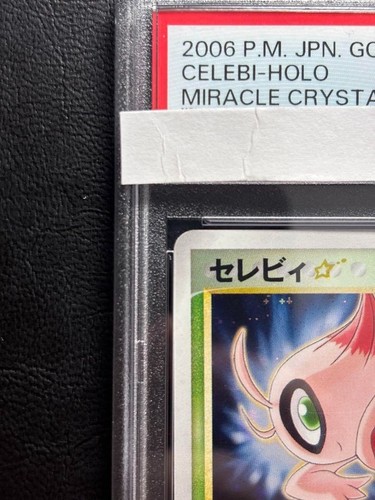 2006 P.M. JPN. GO
CELEBI-HOLO
MIRACLE CRYSTA
セレビィ☆